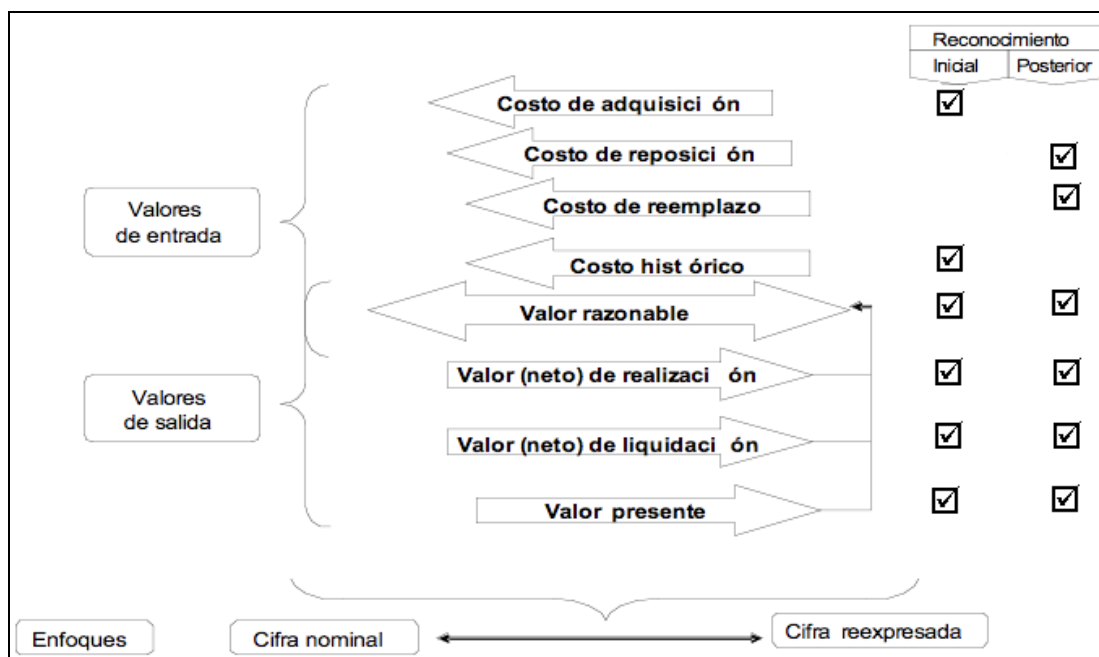 Reconocimiento
Inicial
Posterior
Costo de adquisici ón
Costo de reposici ón
Costo de reemplazo
Costo hist órico
Valor razonable
Valor (neto) de realizaci ón
Valor (neto) de liquidaci ón
Valor presente
Valores
de entrada
Valores
de salida
Enfoques
Cifra nominal
Cifra reexpresada